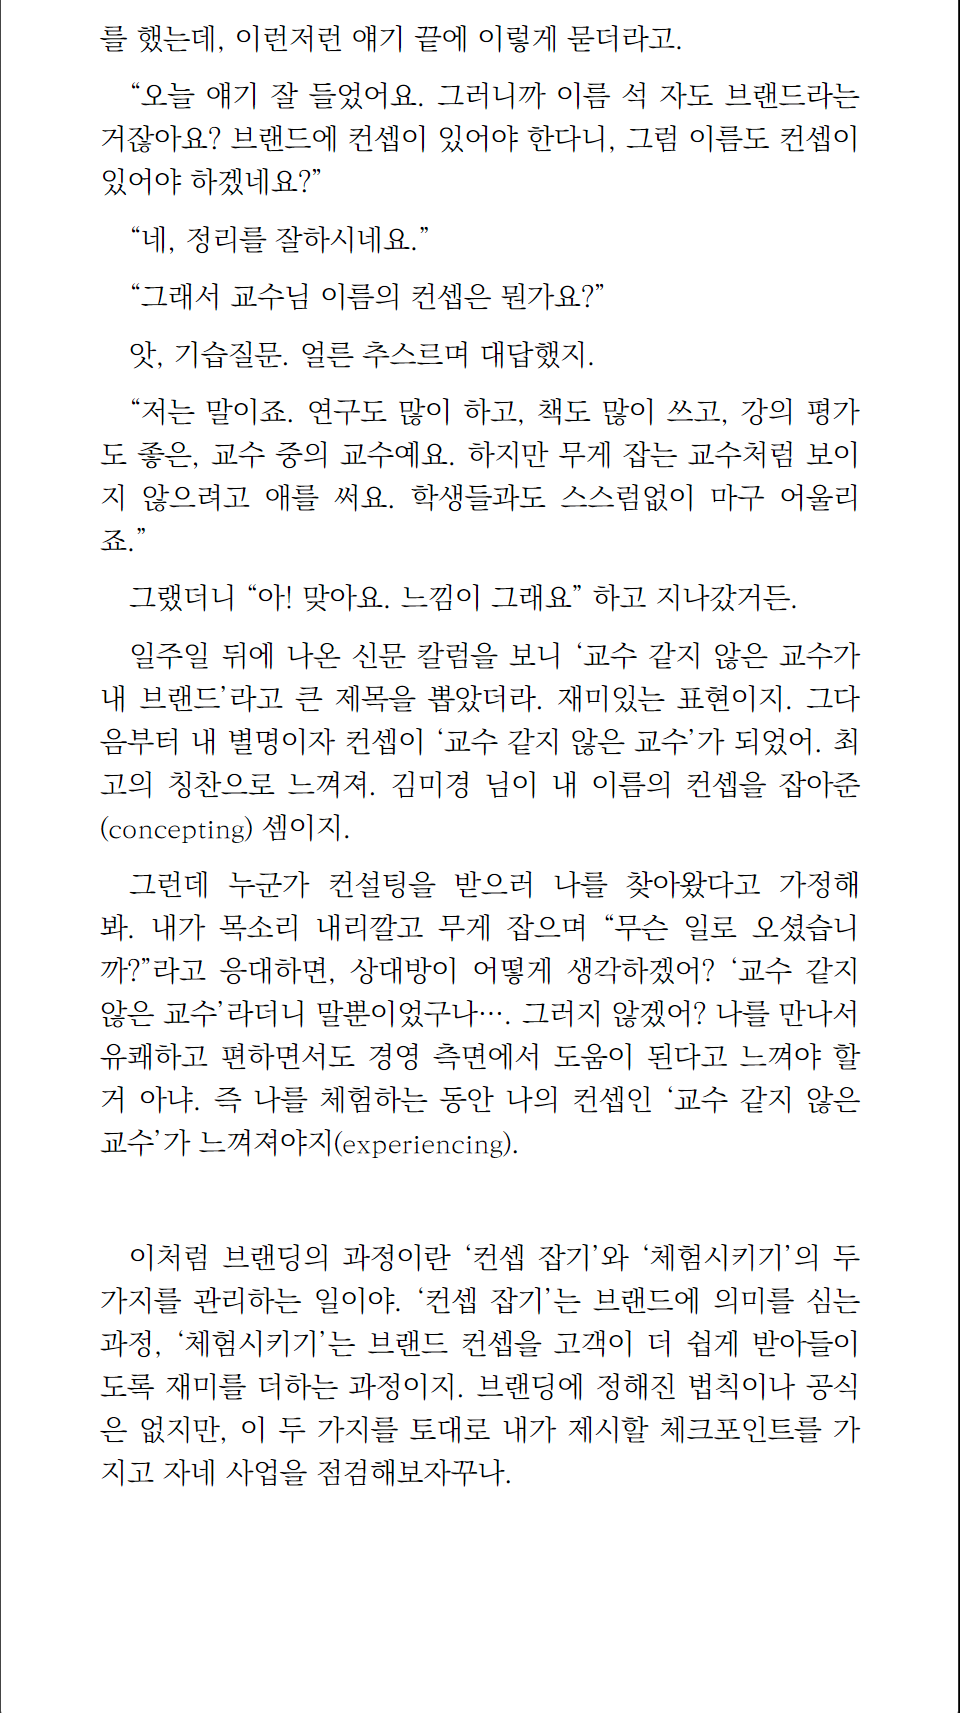 를 했는데, 이런저런 얘기 끝에 이렇게 묻더라고.
“오늘 얘기 잘 들었어요. 그러니까 이름 석 자도 브랜드라는
거잖아요? 브랜드에 컨셉이 있어야 한다니, 그럼 이름도 컨셉이
있어야 하겠네요?”
“네, 정리를 잘하시네요.”
“그래서 교수님 이름의 컨셉은 뭔가요?”
앗, 기습질문. 얼른 추스르며 대답했지.
“저는 말이죠. 연구도 많이 하고, 책도 많이 쓰고, 강의 평가
도 좋은, 교수 중의 교수예요. 하지만 무게 잡는 교수처럼 보이
지 않으려고 애를 써요. 학생들과도 스스럼없이 마구 어울리
죠.”
그랬더니 “아! 맞아요. 느낌이 그래요” 하고 지나갔거든.
일주일 뒤에 나온 신문 칼럼을 보니 ‘교수 같지 않은 교수가
내 브랜드’라고 큰 제목을 뽑았더라. 재미있는 표현이지. 그다
음부터 내 별명이자 컨셉이 ‘교수 같지 않은 교수’가 되었어. 최
고의 칭찬으로 느껴져. 김미경 님이 내 이름의 컨셉을 잡아준
(concepting) 셈이지.
그런데 누군가 컨설팅을 받으러 나를 찾아왔다고 가정해
봐. 내가 목소리 내리깔고 무게 잡으며 “무슨 일로 오셨습니
까?”라고 응대하면, 상대방이 어떻게 생각하겠어? ‘교수 같지
않은 교수’라더니 말뿐이었구나…. 그러지 않겠어? 나를 만나서
유쾌하고 편하면서도 경영 측면에서 도움이 된다고 느껴야 할
거 아냐. 즉 나를 체험하는 동안 나의 컨셉인 ‘교수 같지 않은
교수’가 느껴져야지(experiencing).
이처럼 브랜딩의 과정이란 ‘컨셉 잡기’와 ‘체험시키기’의 두
가지를 관리하는 일이야. ‘컨셉 잡기’는 브랜드에 의미를 심는
과정, ‘체험시키기’는 브랜드 컨셉을 고객이 더 쉽게 받아들이
도록 재미를 더하는 과정이지. 브랜딩에 정해진 법칙이나 공식
은 없지만, 이 두 가지를 토대로 내가 제시할 체크포인트를 가
지고 자네 사업을 점검해보자꾸나.